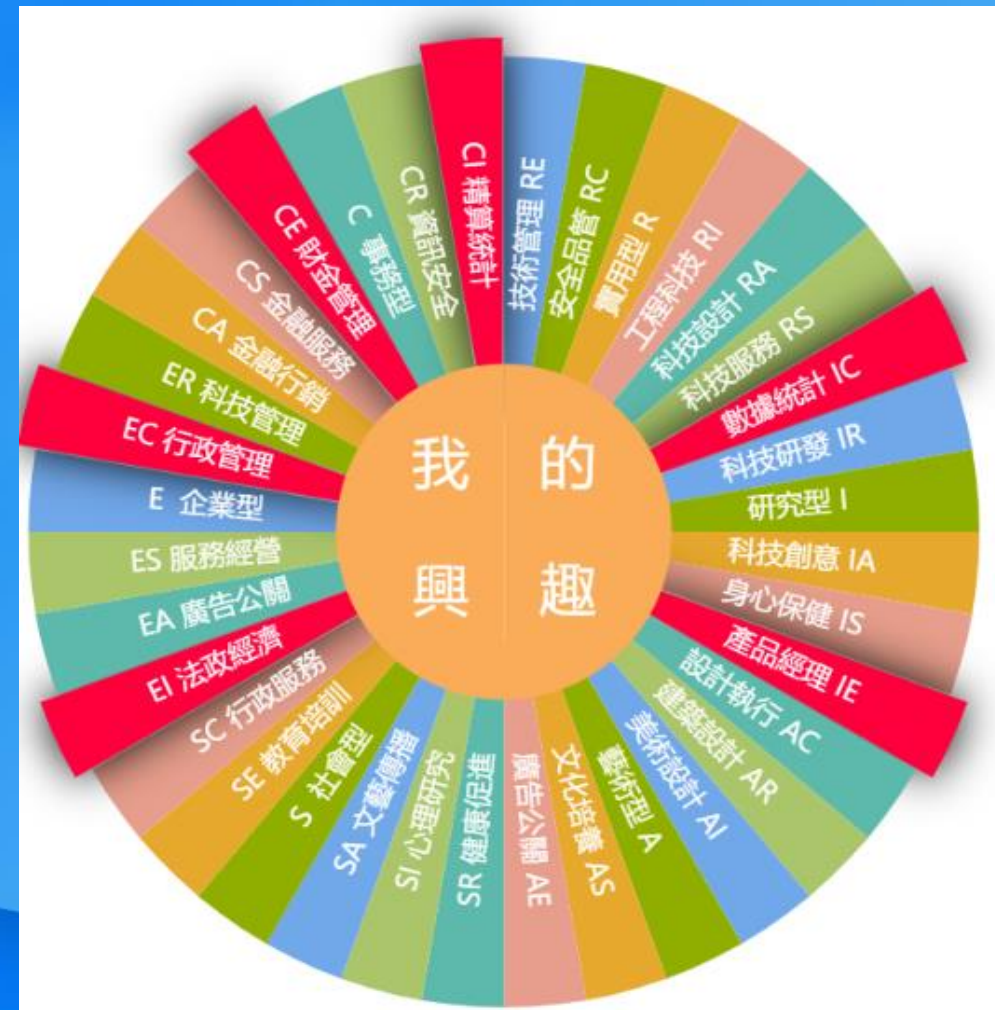 我 的
興 趣
技術管理 RE
安全品管 RC
實用型 R
工程科技 RI
科技設計 RA
科技服務 RS
數據統計 IC
科技研發 IR
研究型 I
科技創意 IA
身心保健 IS
產品經理 IE
設計執行 AC
建築設計 AR
美術設計 AI
藝術型 A
文化培養 AS
廣告公關 AE
SR 健康促進
SI 心理研究
SA 文藝傳播
S 社會型
SE 教育培訓
SC 行政服務
EI 法政經濟
EA 廣告公關
ES 服務經營
E 企業型
EC 行政管理
ER 科技管理
CA 金融行銷
CS 金融服務
CE 財金管理
C 事務型
CR 資訊安全
CI 精算統計